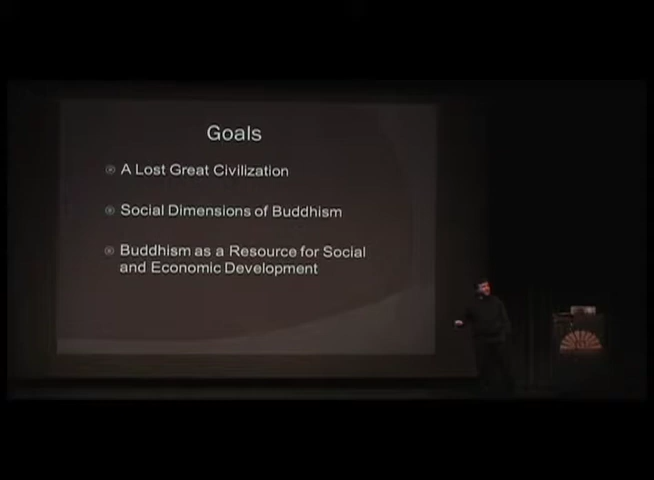 Goals
A Lost Great Civilization
Social Dimensions of Buddhism
Buddhism as a Resource for Social
and Economic Development